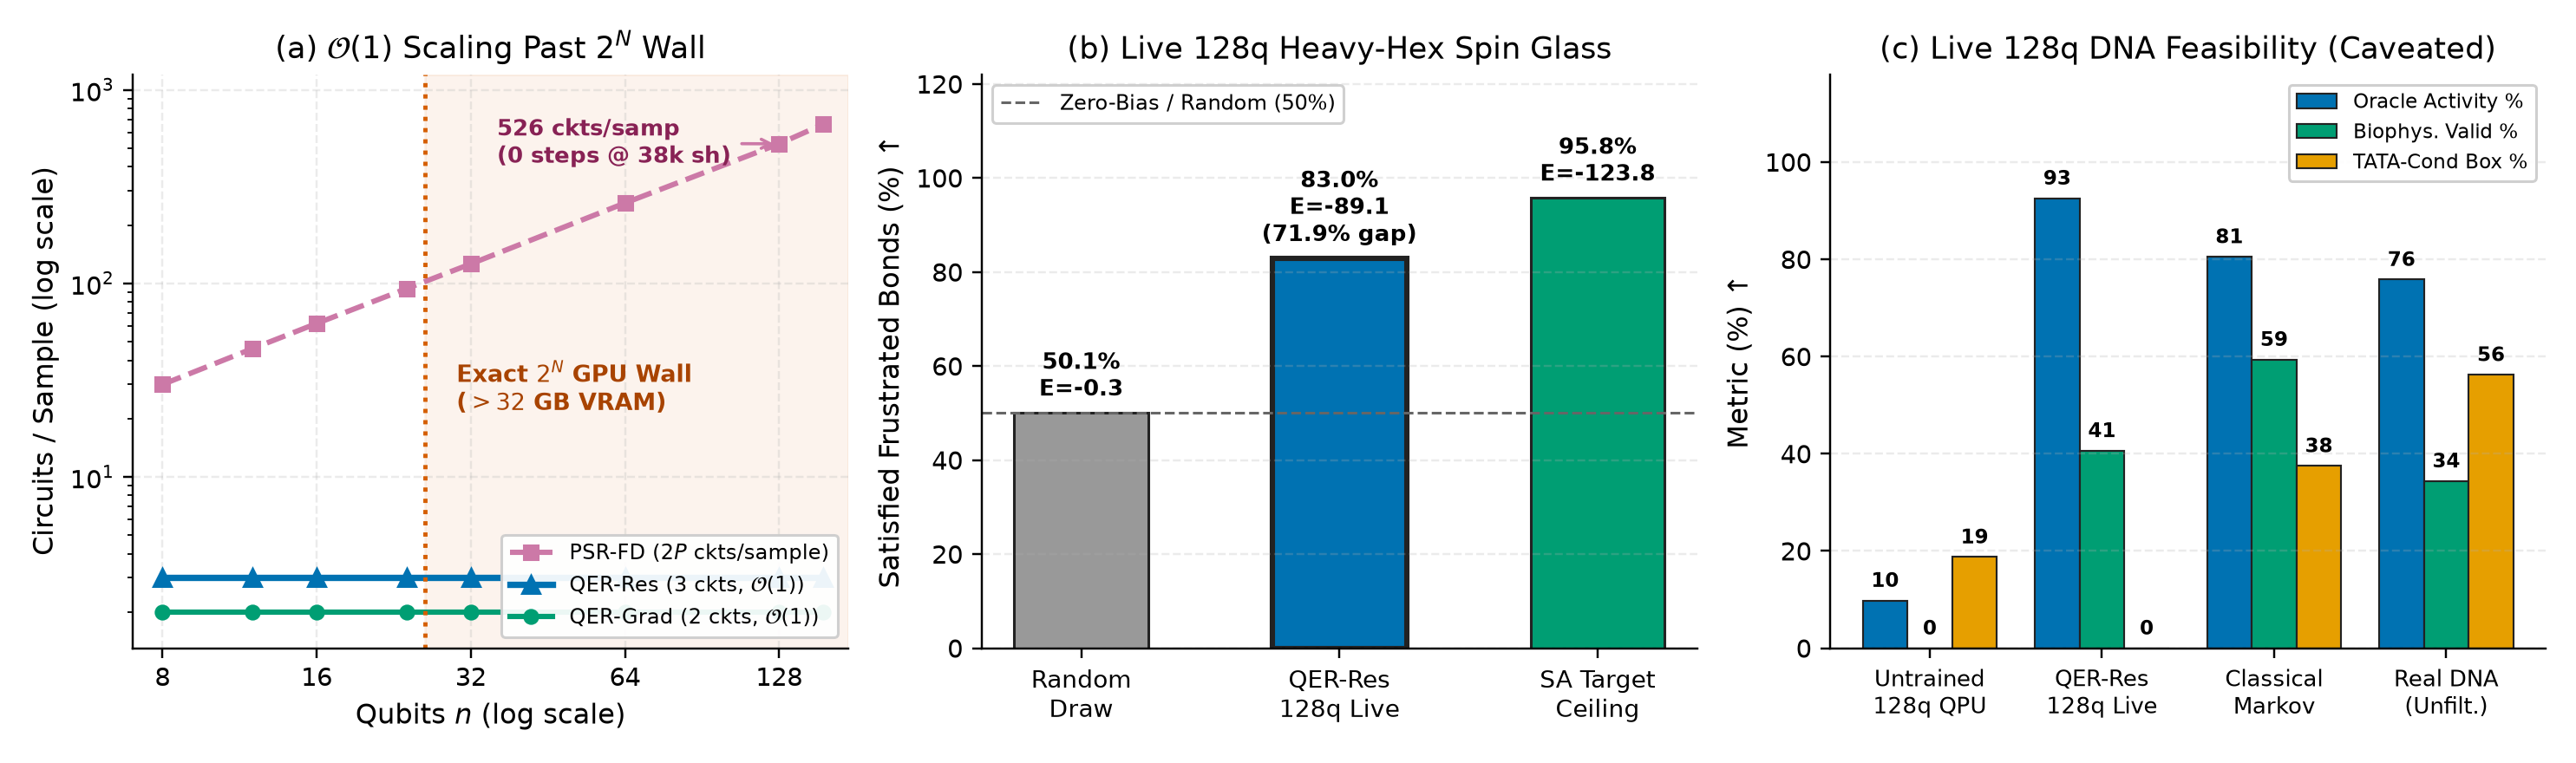 (a) 𝒪(1) Scaling Past 2^N Wall
Circuits / Sample (log scale)
10^3
10^2
10^1
526 ckts/samp
(0 steps @ 38k sh)
Exact 2^N GPU Wall
(>32 GB VRAM)
PSR-FD (2P ckts/sample)
QER-Res (3 ckts, 𝒪(1))
QER-Grad (2 ckts, 𝒪(1))
8 16 32 64 128
Qubits n (log scale)
(b) Live 128q Heavy-Hex Spin Glass
Satisfied Frustrated Bonds (%) ↑
120
100
80
60
40
20
0
Zero-Bias / Random (50%)
50.1%
E=-0.3
83.0%
E=-89.1
(71.9% gap)
95.8%
E=-123.8
Random
Draw
QER-Res
128q Live
SA Target
Ceiling
(c) Live 128q DNA Feasibility (Caveated)
Metric (%) ↑
100
80
60
40
20
0
Oracle Activity %
Biophys. Valid %
TATA-Cond Box %
10 0 19
93 41 0
81 59 38
76 34 56
Untrained
128q QPU
QER-Res
128q Live
Classical
Markov
Real DNA
(Unfilt.)